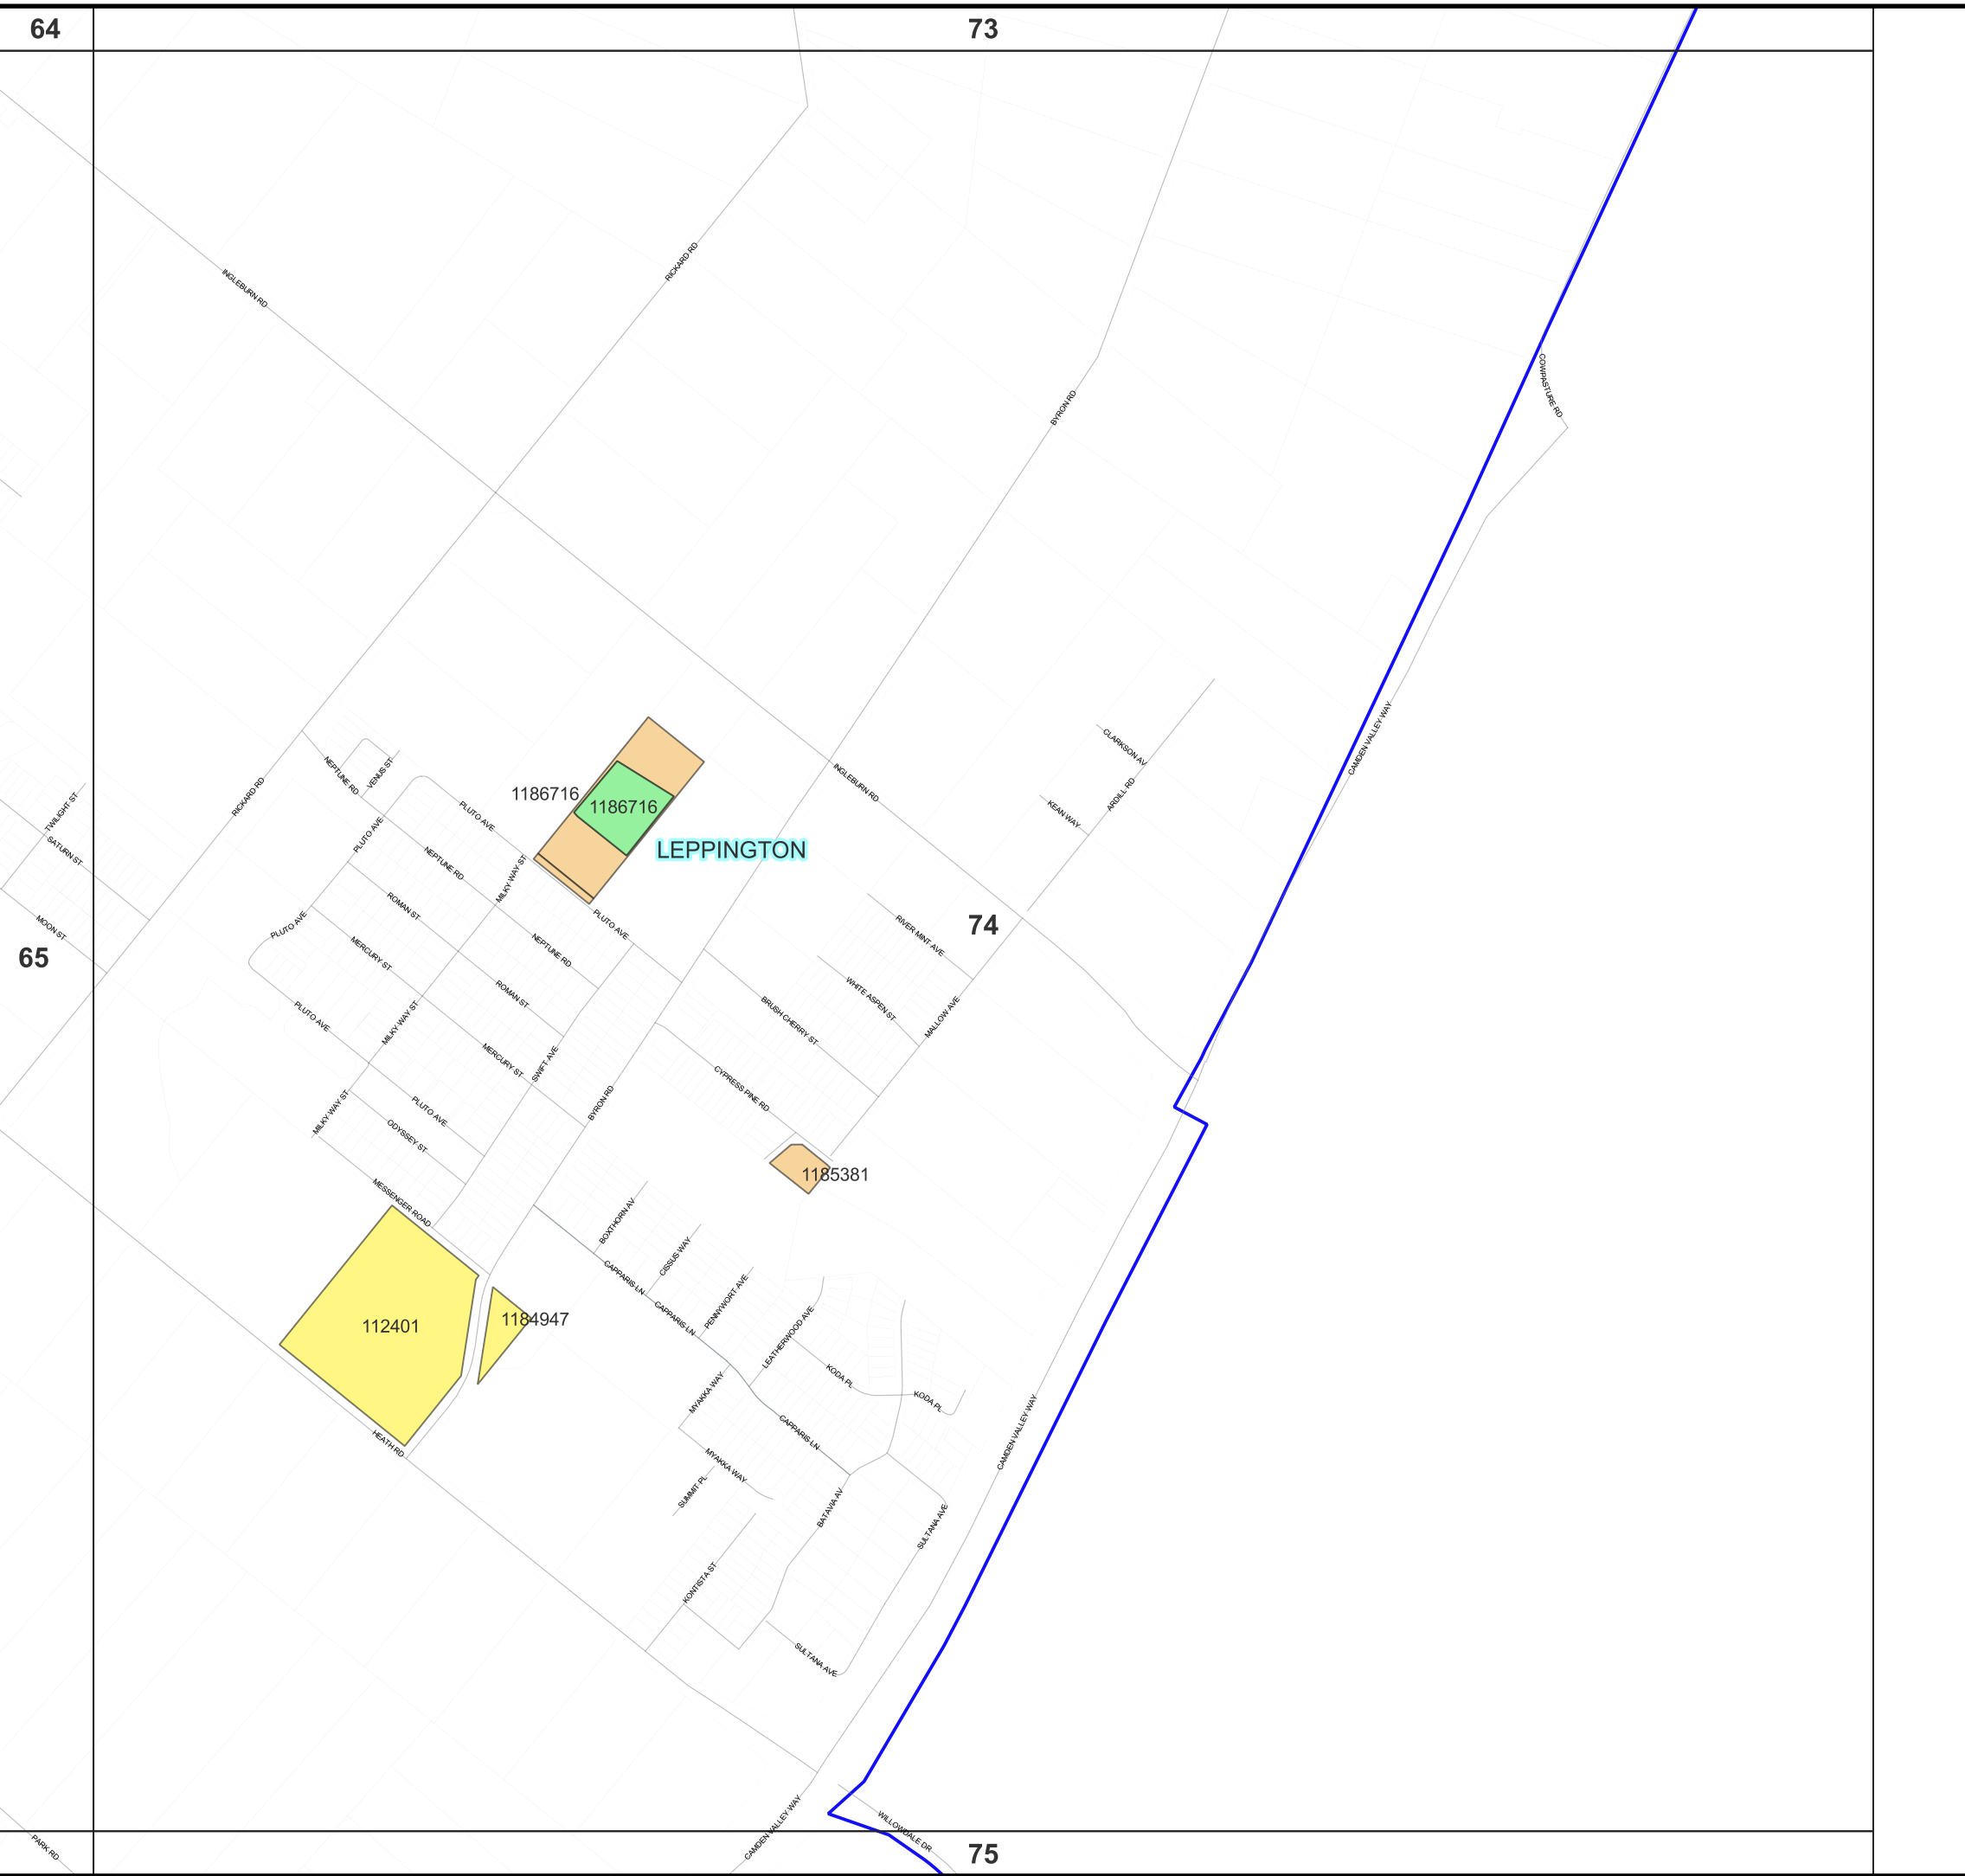 64
73
RICKARD RD
INGLEBURN RD
COWPASTURE RD
BYRON RD
CAMDEN VALLEY WAY
CLARKSON AV
NEPTUNE RD
VENUS ST
INGLEBURN RD
RICKARD RD
1186716
1186716
ARDILL RD
KEAN WAY
TWILIGHT ST
PLUTO AVE
PLUTO AVE
SATURN ST
LEPPINGTON
NEPTUNE RD
MILKY WAY ST
ROMAN ST
MOON ST
PLUTO AVE
PLUTO AVE
74
RIVER MINT AVE
65
MERCURY ST
NEPTUNE RD
ROMAN ST
WHITE ASPEN ST
PLUTO AVE
MILKY WAY ST
BRUSH CHERRY ST
MALLOW AVE
MERCURY ST
SWIFT AVE
CYPRESS PINE RD
BYRON RD
MILKY WAY ST
PLUTO AVE
ODYSSEY ST
1185381
MESSENGER ROAD
BOXTHORN AV
CISSUS WAY
CAPPARIS LN
PENNYWORT AVE
CAPPARIS LN
1184947
112401
LEATHERWOOD AVE
KODA PL
MYAKKA WAY
KODA PL
CAPPARIS LN
CAMDEN VALLEY WAY
HEATH RD
MYAKKA WAY
SUMMIT PL
BATAVIA AV
SULTANA AVE
KONTISTA ST
SULTANA AVE
CAMDEN VALLEY WAY
WILLOWDALE DR
PARK RD
75